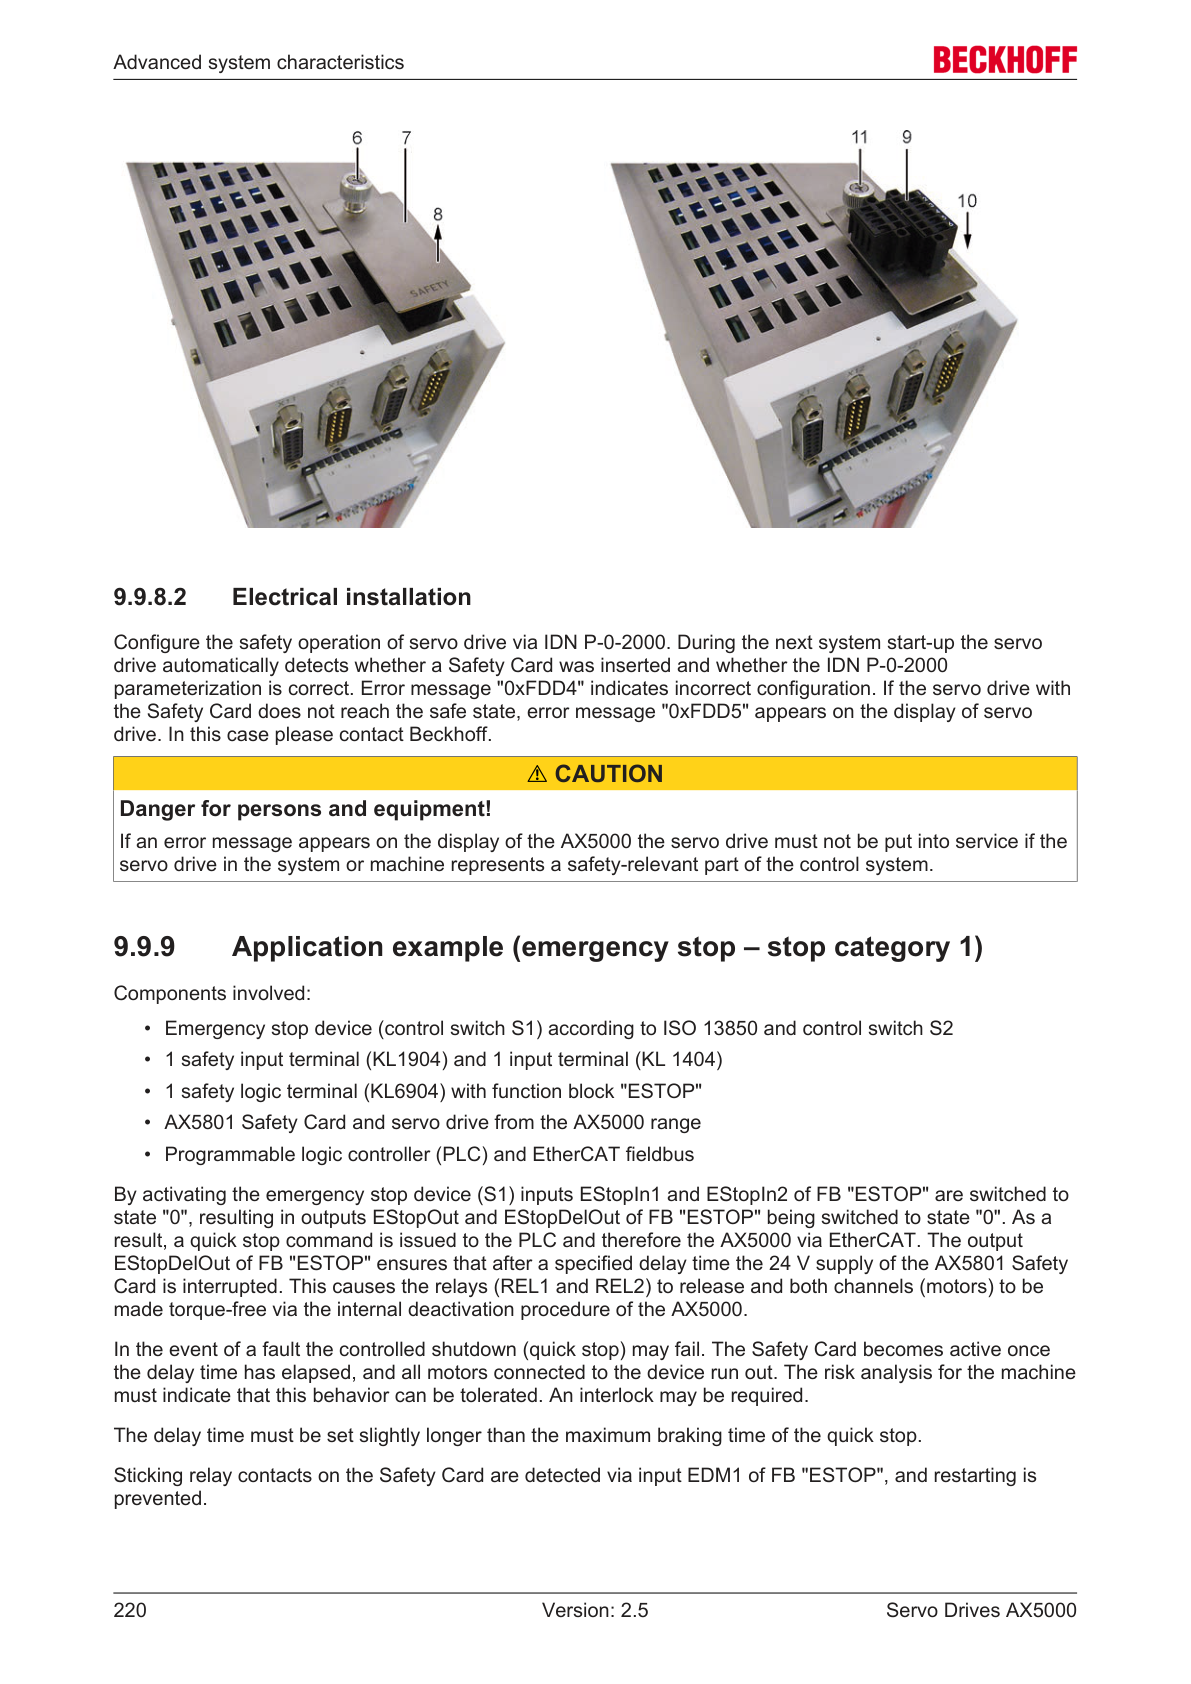 Advanced system characteristics
BECKHOFF
6 7
8
SAFETY
11 9
10
X11 X12
X11 X12
9.9.8.2 Electrical installation
Configure the safety operation of servo drive via IDN P-0-2000. During the next system start-up the servo
drive automatically detects whether a Safety Card was inserted and whether the IDN P-0-2000
parameterization is correct. Error message "0xFDD4" indicates incorrect configuration. If the servo drive with
the Safety Card does not reach the safe state, error message "0xFDD5" appears on the display of servo
drive. In this case please contact Beckhoff.
⚠ CAUTION
Danger for persons and equipment!
If an error message appears on the display of the AX5000 the servo drive must not be put into service if the
servo drive in the system or machine represents a safety-relevant part of the control system.
9.9.9 Application example (emergency stop – stop category 1)
Components involved:
• Emergency stop device (control switch S1) according to ISO 13850 and control switch S2
• 1 safety input terminal (KL1904) and 1 input terminal (KL 1404)
• 1 safety logic terminal (KL6904) with function block "ESTOP"
• AX5801 Safety Card and servo drive from the AX5000 range
• Programmable logic controller (PLC) and EtherCAT fieldbus
By activating the emergency stop device (S1) inputs EStopIn1 and EStopIn2 of FB "ESTOP" are switched to
state "0", resulting in outputs EStopOut and EStopDelOut of FB "ESTOP" being switched to state "0". As a
result, a quick stop command is issued to the PLC and therefore the AX5000 via EtherCAT. The output
EStopDelOut of FB "ESTOP" ensures that after a specified delay time the 24 V supply of the AX5801 Safety
Card is interrupted. This causes the relays (REL1 and REL2) to release and both channels (motors) to be
made torque-free via the internal deactivation procedure of the AX5000.
In the event of a fault the controlled shutdown (quick stop) may fail. The Safety Card becomes active once
the delay time has elapsed, and all motors connected to the device run out. The risk analysis for the machine
must indicate that this behavior can be tolerated. An interlock may be required.
The delay time must be set slightly longer than the maximum braking time of the quick stop.
Sticking relay contacts on the Safety Card are detected via input EDM1 of FB "ESTOP", and restarting is
prevented.
220 Version: 2.5 Servo Drives AX5000